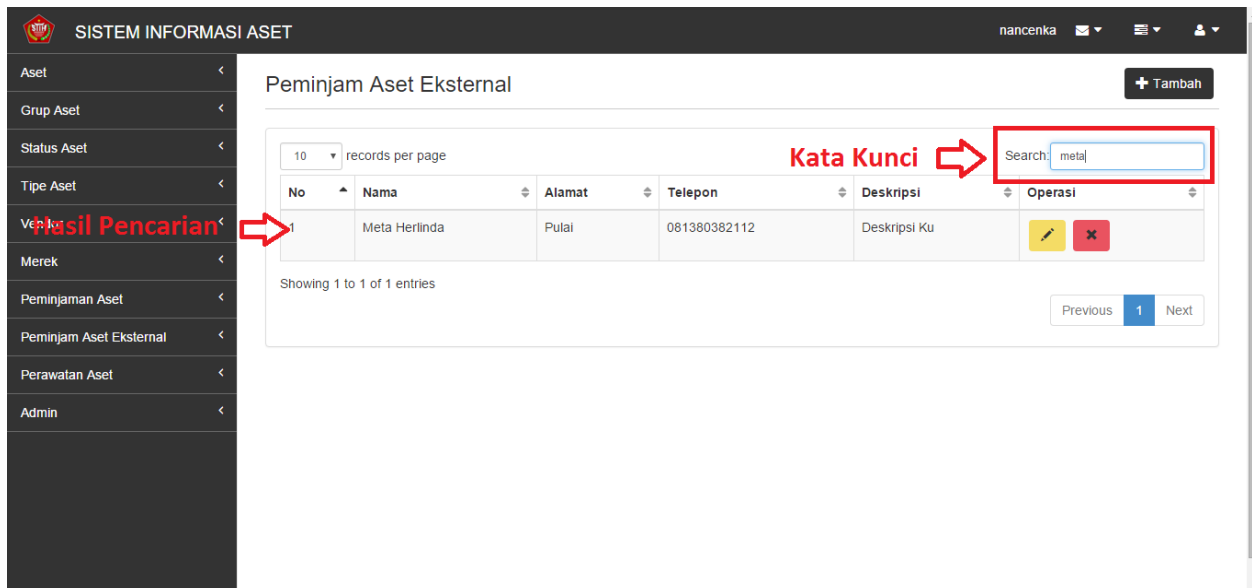 SISTEM INFORMASI ASET
nancenka
Aset
Grup Aset
Status Aset
Tipe Aset
Hasil Pencarian
Merek
Peminjaman Aset
Peminjam Aset Eksternal
Perawatan Aset
Admin
Peminjam Aset Eksternal
Tambah
10 records per page
Kata Kunci
Search: meta
No Nama Alamat Telepon Deskripsi Operasi
1 Meta Herlinda Pulai 081380382112 Deskripsi Ku
Showing 1 to 1 of 1 entries
Previous 1 Next